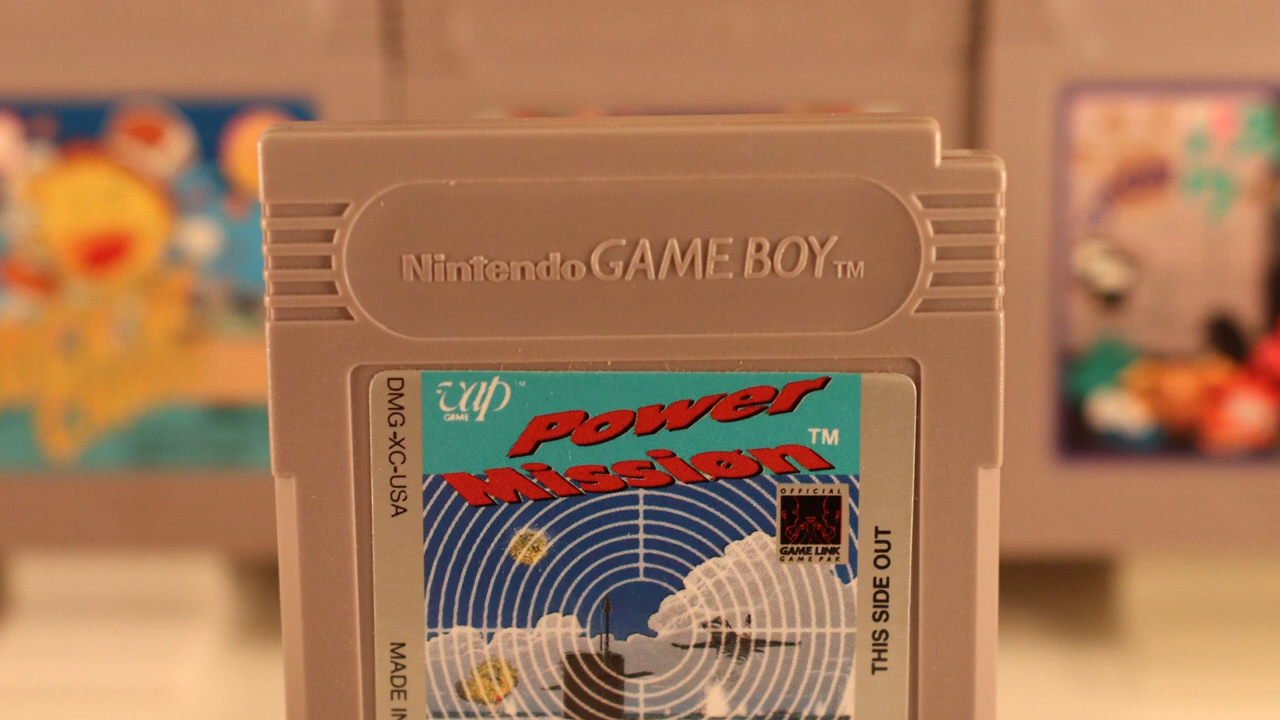 Nintendo GAME BOY TM
vap TM
GAME
Power
Mission TM
OFFICIAL
GAME LINK
GAME PAK
DMG-XC-USA
MADE IN
THIS SIDE OUT